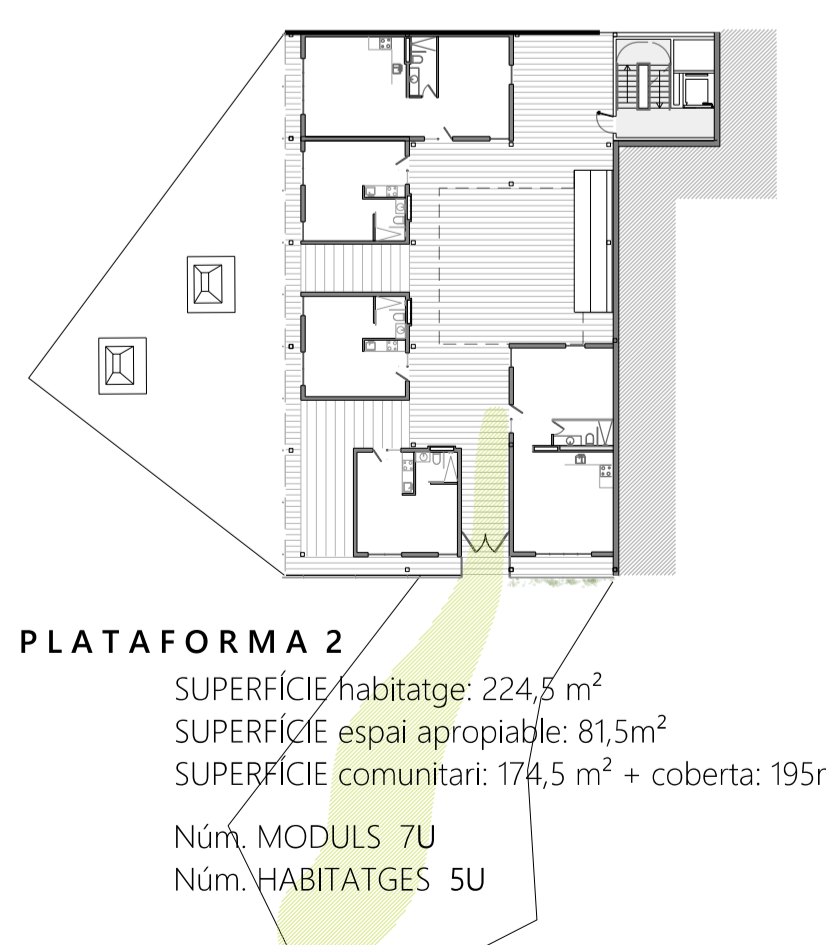 PLATAFORMA 2
SUPERFÍCIE habitatge: 224,5 m²
SUPERFÍCIE espai apropiable: 81,5m²
SUPERFÍCIE comunitari: 174,5 m² + coberta: 195
Núm. MODULS 7U
Núm. HABITATGES 5U